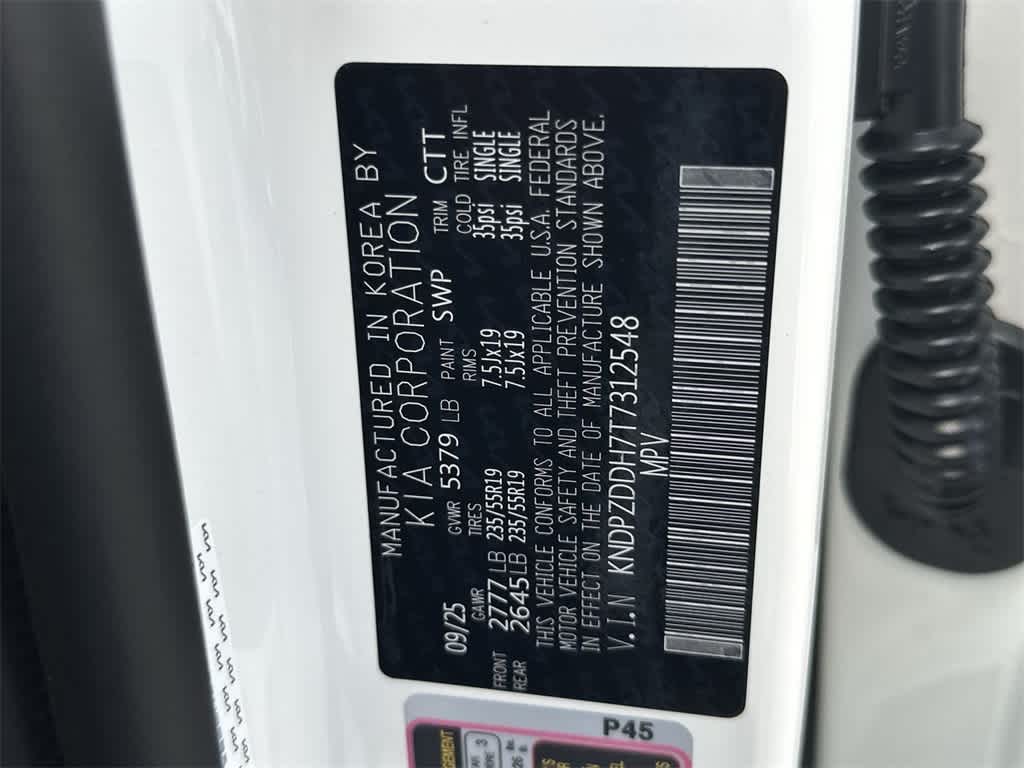 MANUFACTURED IN KOREA BY
KIA CORPORATION
09/25 GVWR 5379 LB PAINT SWP TRIM CTT
GAWR TIRES RIMS COLD TIRE INFL
FRONT 2777 LB 235/55R19 7.5Jx19 35psi SINGLE
REAR 2645 LB 235/55R19 7.5Jx19 35psi SINGLE
THIS VEHICLE CONFORMS TO ALL APPLICABLE U.S.A. FEDERAL
MOTOR VEHICLE SAFETY AND THEFT PREVENTION STANDARDS
IN EFFECT ON THE DATE OF MANUFACTURE SHOWN ABOVE.
V.I.N KNDPZDDH7T7312548
MPV
P45